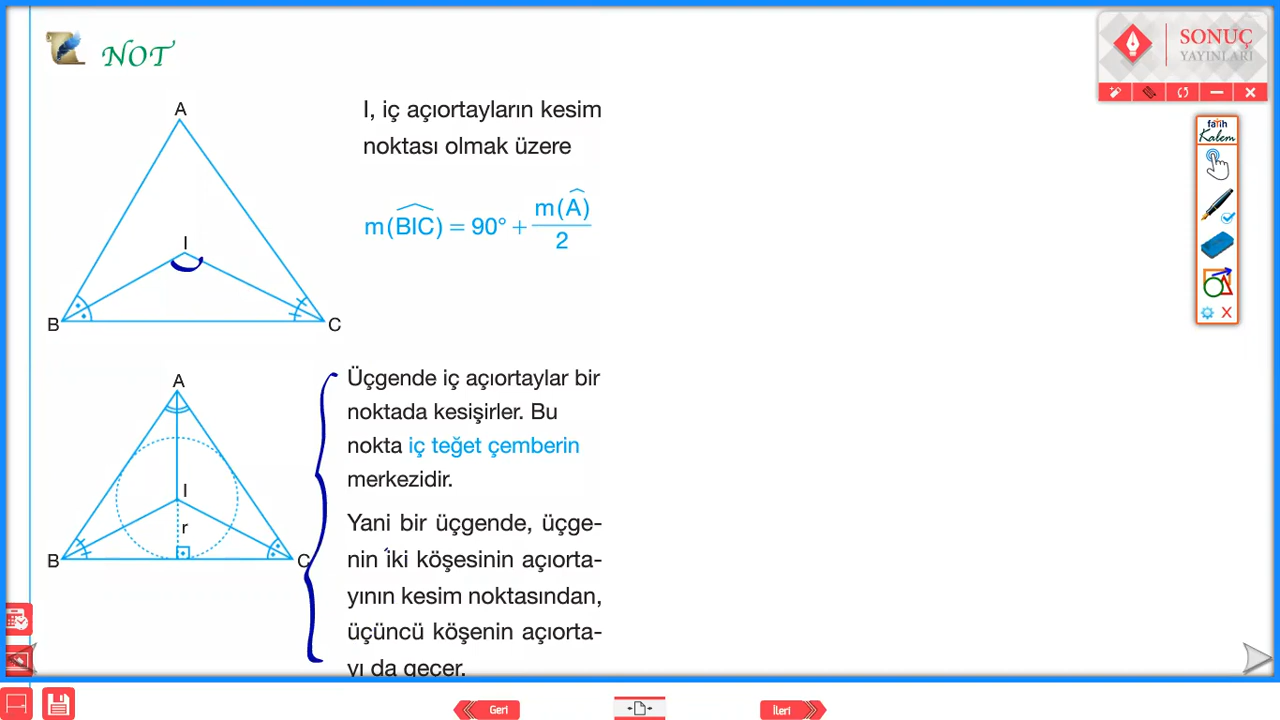 NOT
SONUÇ
YAYINLARI
fatih
Kalem
A
I
B
C
I, iç açıortayların kesim
noktası olmak üzere
m(BIC) = 90° + m(A)/2
A
I
r
B
C
Üçgende iç açıortaylar bir
noktada kesişirler. Bu
nokta iç teğet çemberin
merkezidir.
Yani bir üçgende, üçge-
nin iki köşesinin açıorta-
yının kesim noktasından,
üçüncü köşenin açıorta-
yı da geçer.
Geri
İleri